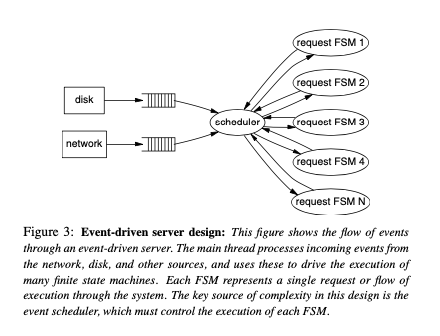 request FSM 1
disk
request FSM 2
scheduler
request FSM 3
network
request FSM 4
request FSM N
Figure 3: Event-driven server design: This figure shows the flow of events
through an event-driven server. The main thread processes incoming events from
the network, disk, and other sources, and uses these to drive the execution of
many finite state machines. Each FSM represents a single request or flow of
execution through the system. The key source of complexity in this design is the
event scheduler, which must control the execution of each FSM.